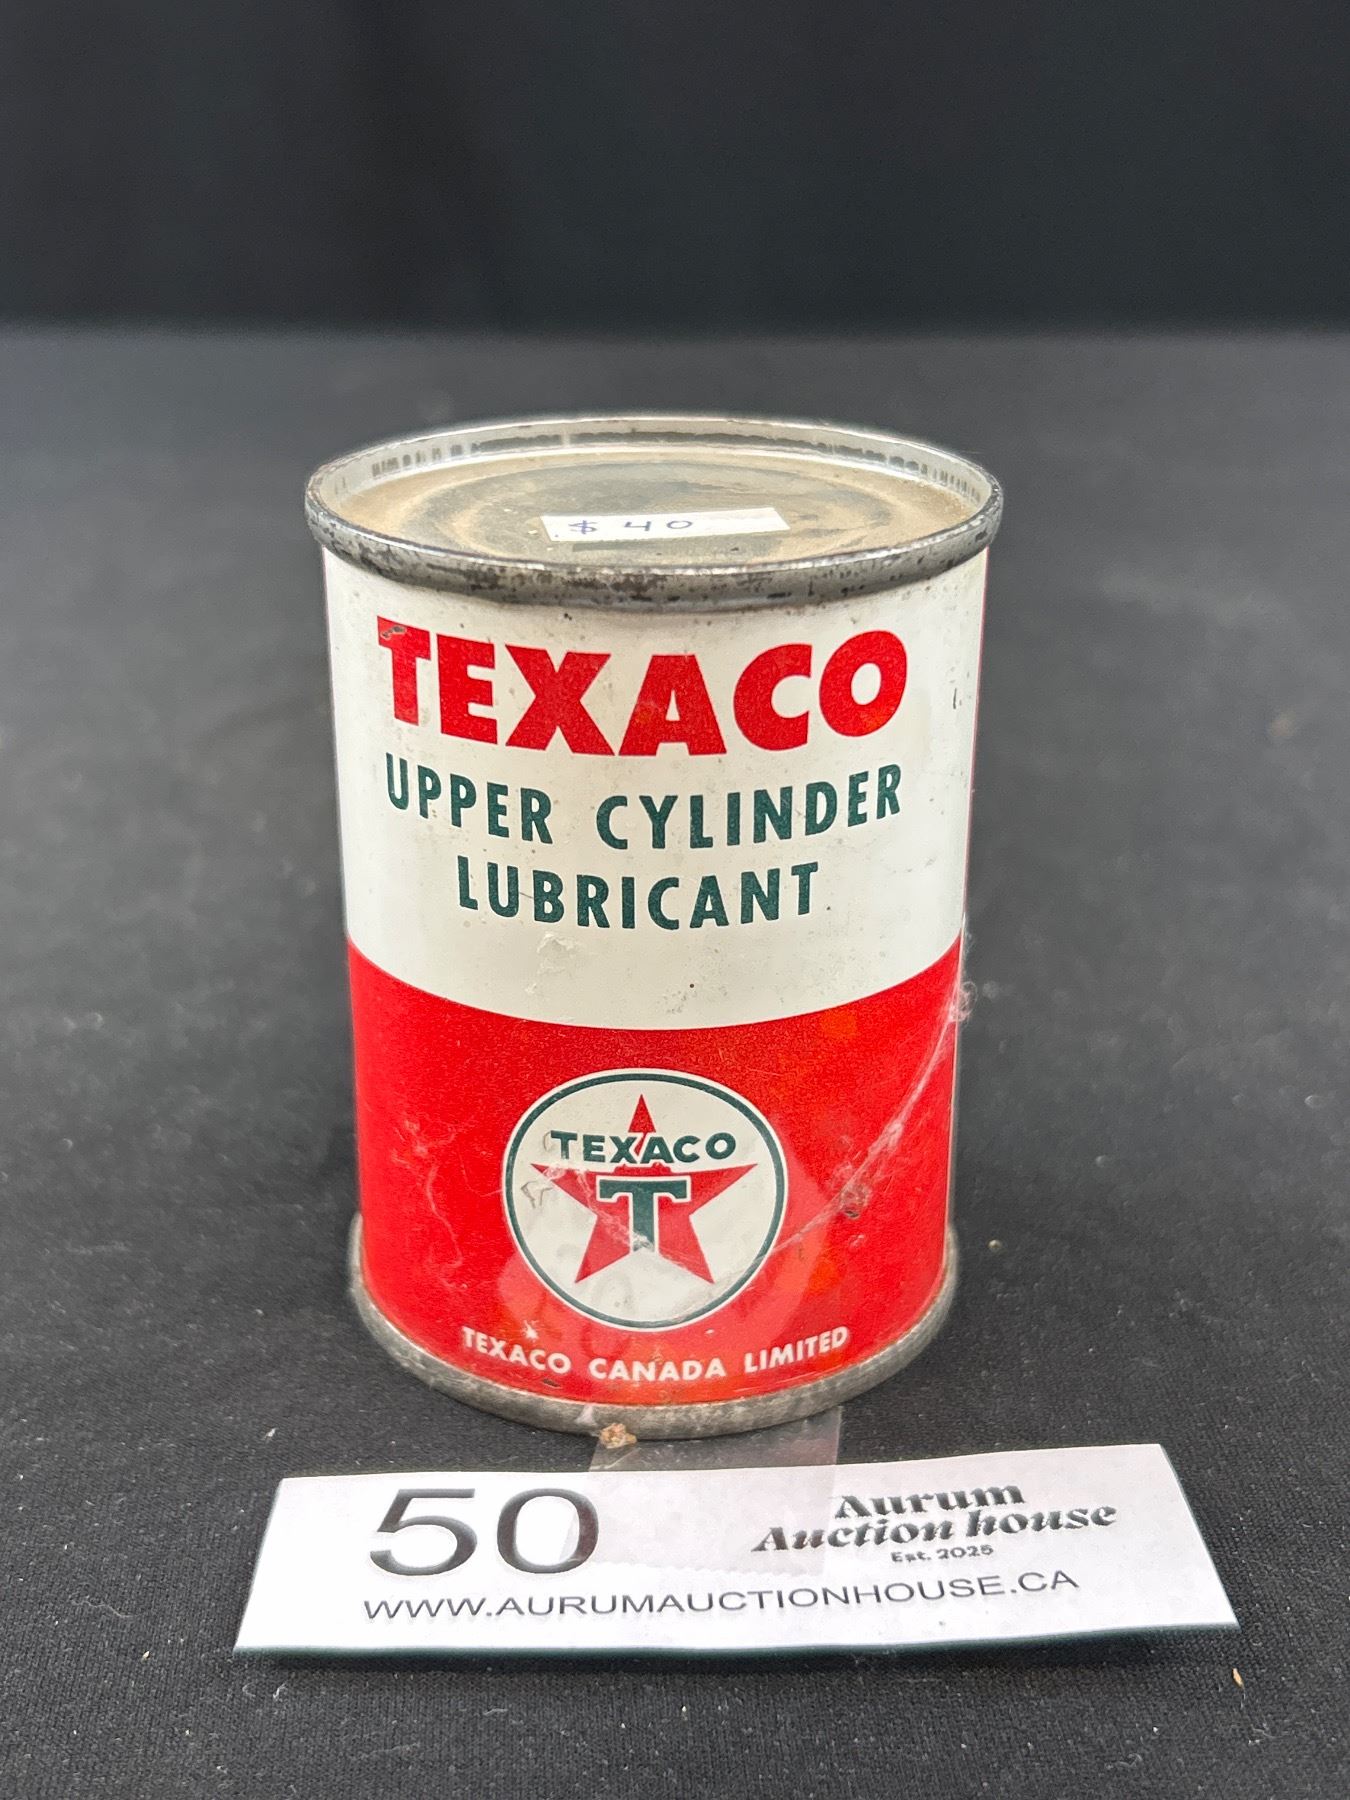 $ 40
TEXACO
UPPER CYLINDER
LUBRICANT
TEXACO
T
TEXACO CANADA LIMITED
50
Aurum
Auction house
Est. 2025
WWW.AURUMAUCTIONHOUSE.CA